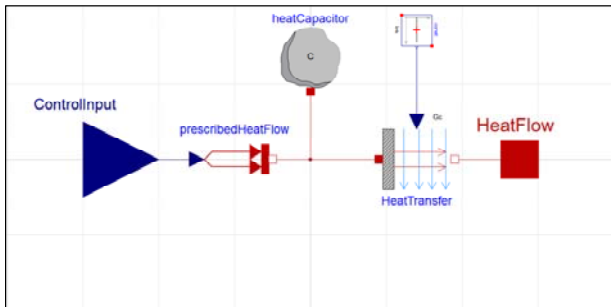 heatCapacitor
C
ControlInput
prescribedHeatFlow
Gc
HeatFlow
HeatTransfer